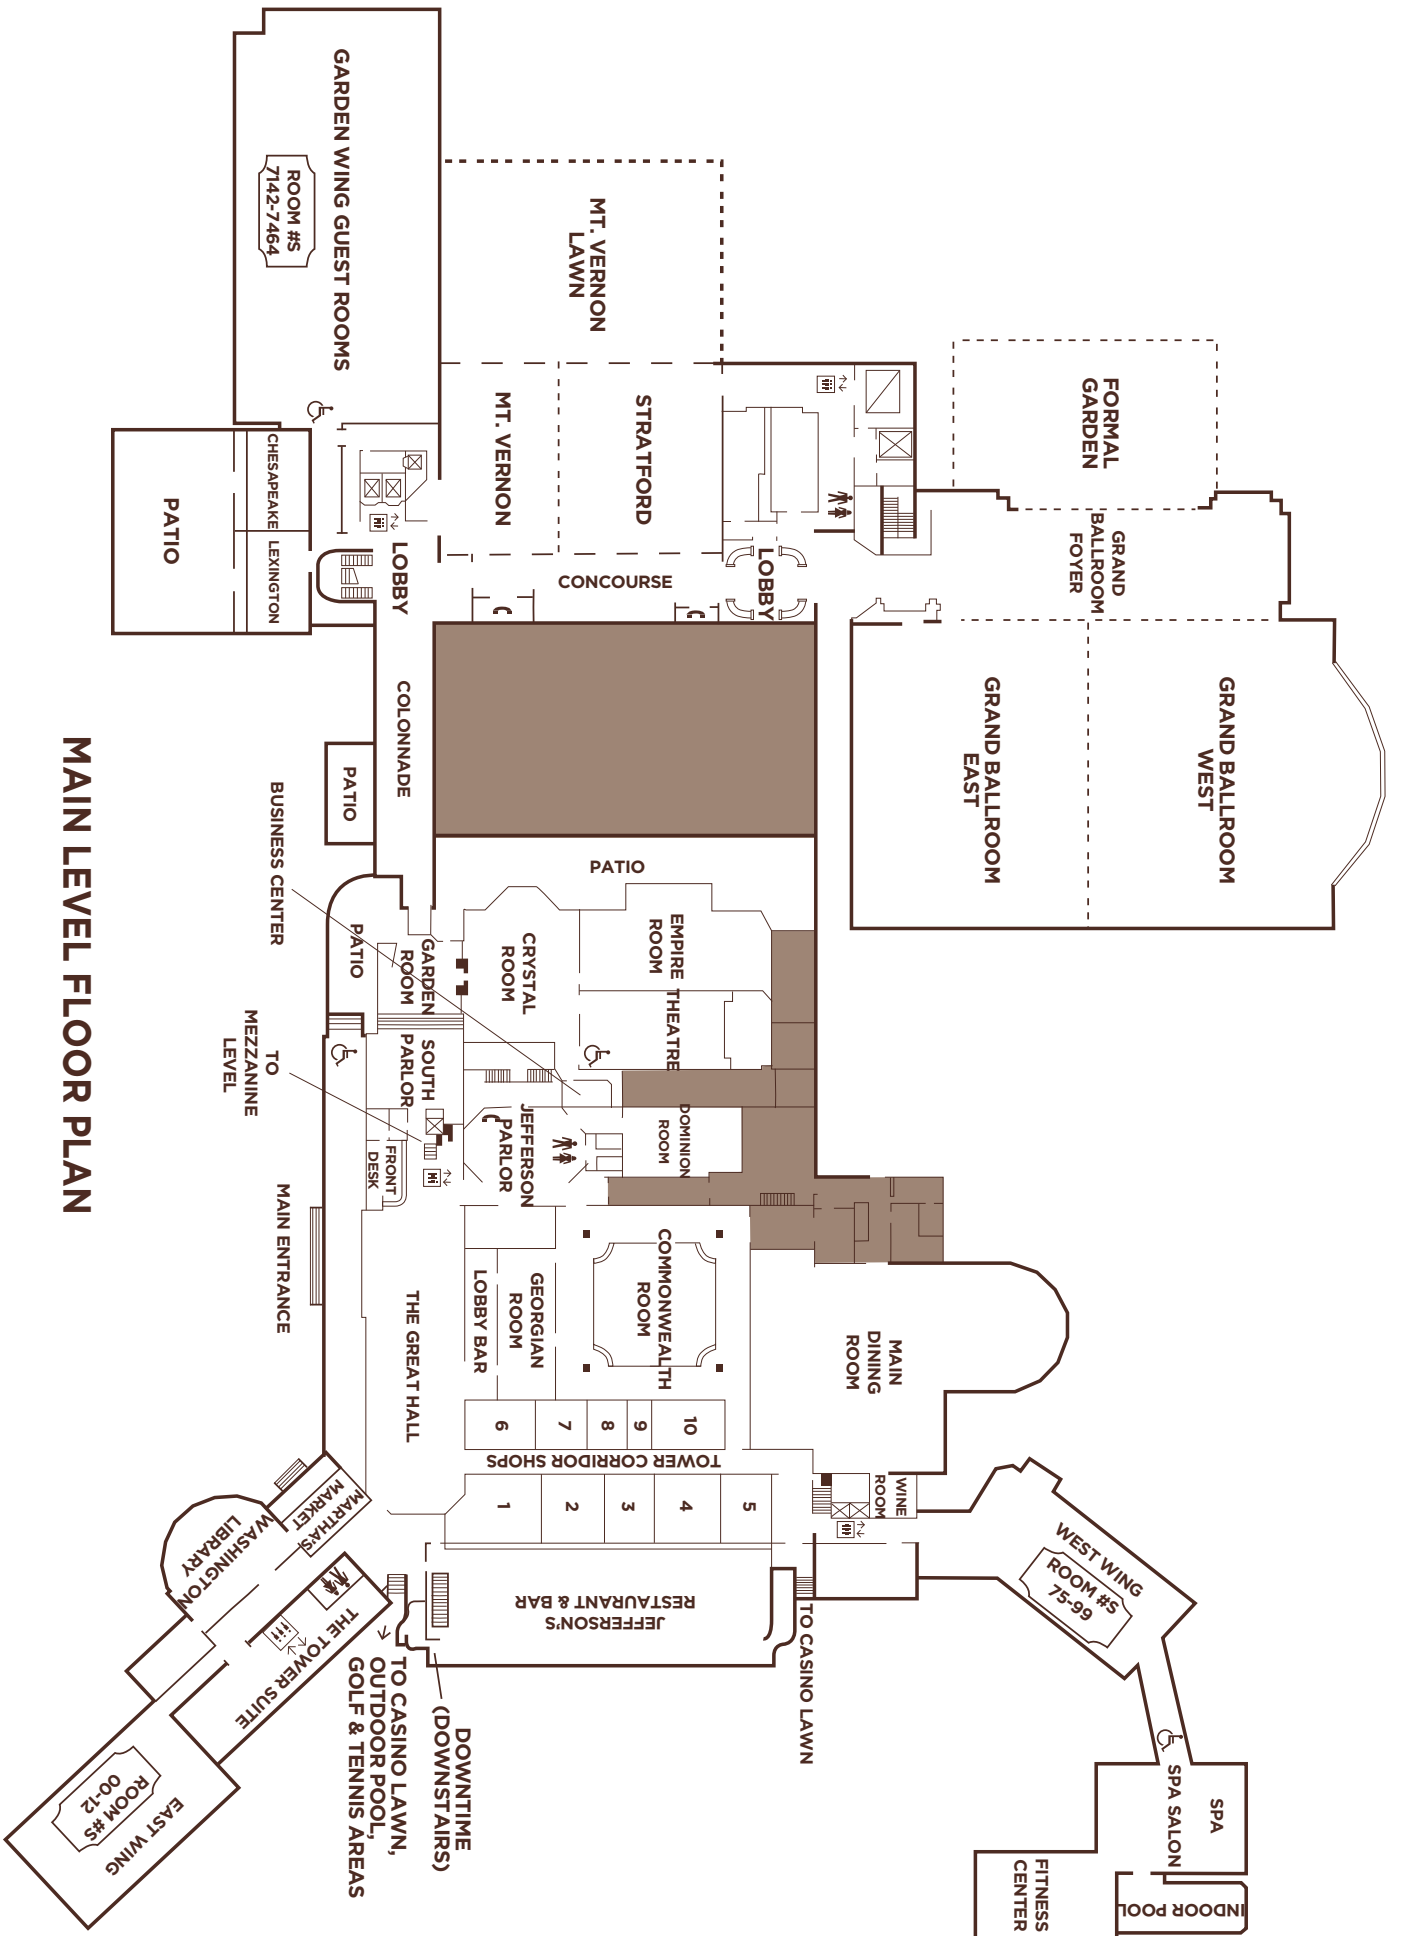 MAIN LEVEL FLOOR PLAN
GARDEN WING GUEST ROOMS
ROOM #S
7142-7464
MT. VERNON
LAWN
FORMAL
GARDEN
MT. VERNON
STRATFORD
CHESAPEAKE
LEXINGTON
PATIO
LOBBY
CONCOURSE
LOBBY
GRAND
BALLROOM
FOYER
GRAND BALLROOM
EAST
GRAND BALLROOM
WEST
COLONNADE
PATIO
BUSINESS CENTER
PATIO
PATIO
GARDEN
ROOM
CRYSTAL
ROOM
EMPIRE
ROOM
THEATRE
TO
MEZZANINE
LEVEL
SOUTH
PARLOR
FRONT
DESK
JEFFERSON
PARLOR
DOMINION
ROOM
MAIN ENTRANCE
THE GREAT HALL
LOBBY BAR
GEORGIAN
ROOM
COMMONWEALTH
ROOM
MAIN
DINING
ROOM
6
7
8
9
10
TOWER CORRIDOR SHOPS
1
2
3
4
5
WINE
ROOM
MARTHA'S
MARKET
WASHINGTON
LIBRARY
THE TOWER SUITE
JEFFERSON'S
RESTAURANT & BAR
WEST WING
ROOM #S
75-99
TO CASINO LAWN
TO CASINO LAWN,
OUTDOOR POOL,
GOLF & TENNIS AREAS
DOWNTIME
(DOWNSTAIRS)
EAST WING
ROOM #S
00-12
SPA SALON
SPA
FITNESS
CENTER
INDOOR POOL